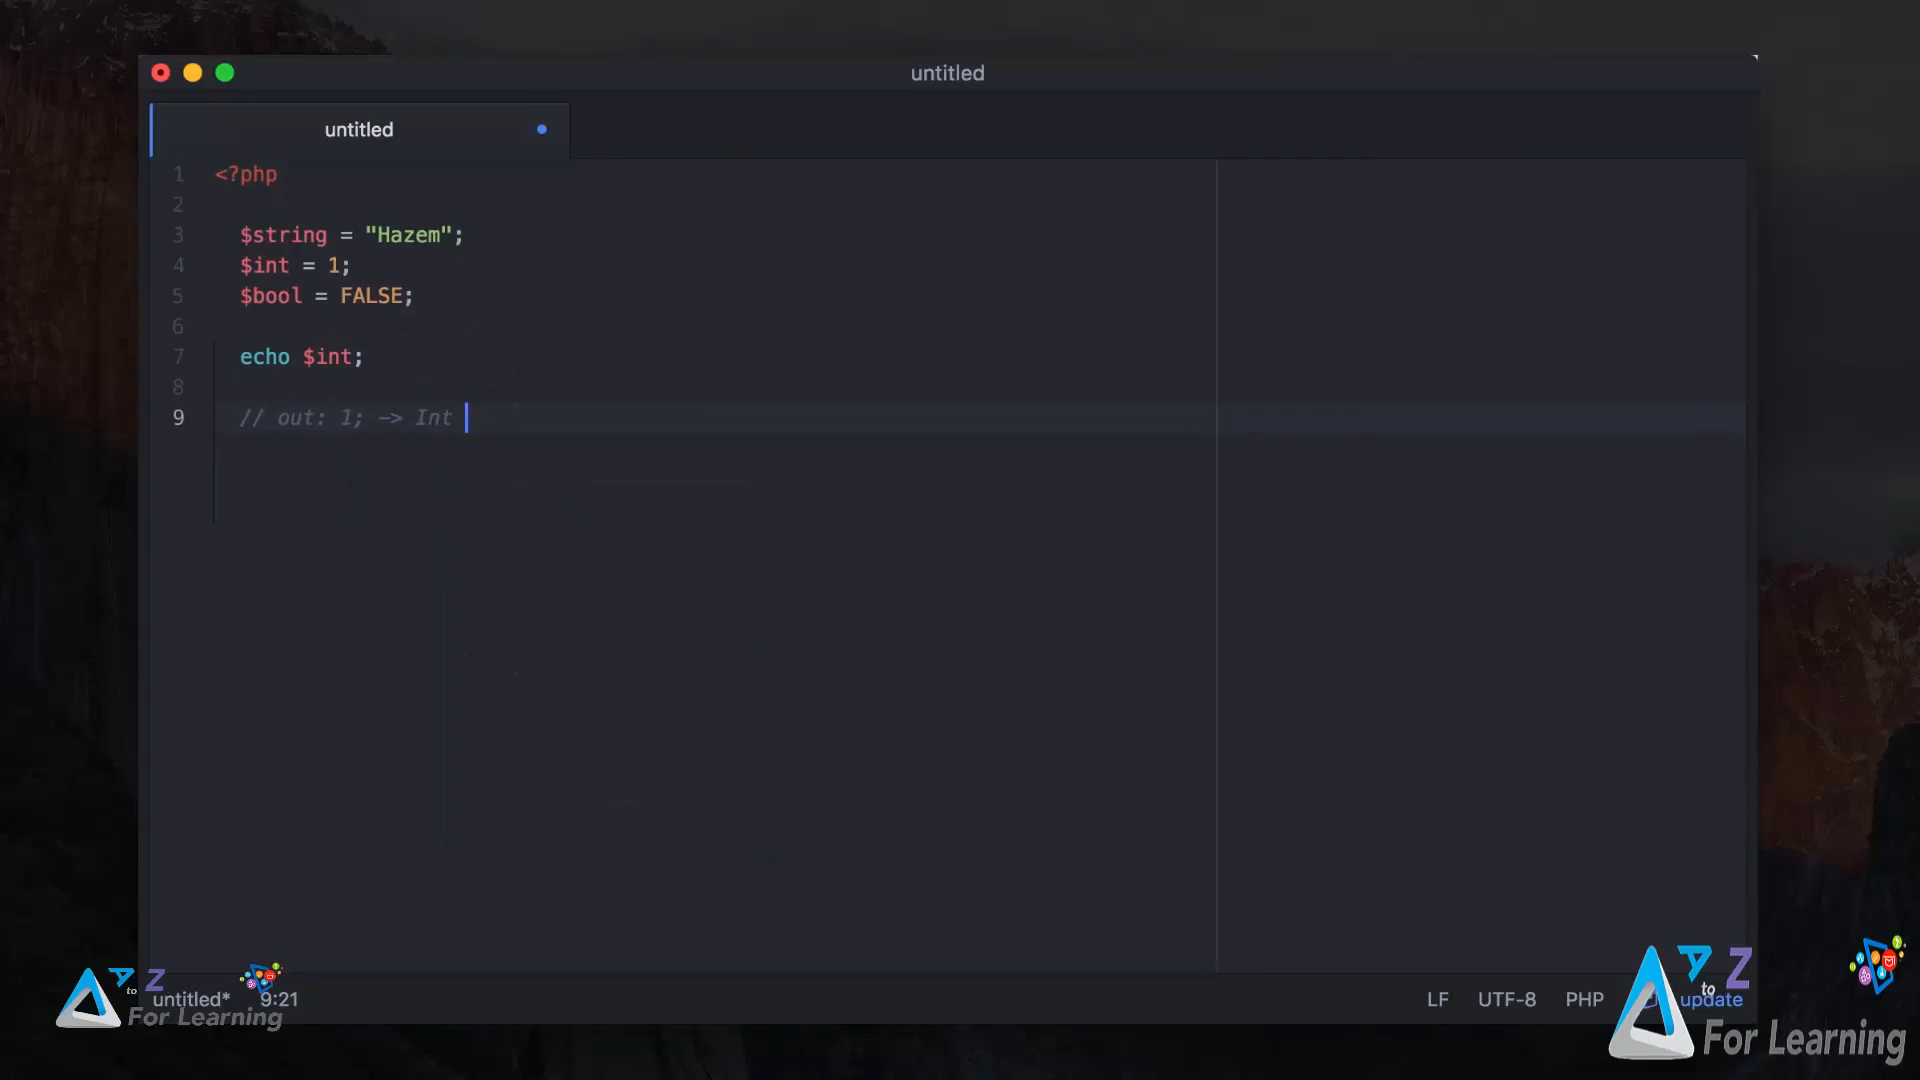 untitled
untitled
1 <?php
2
3 $string = "Hazem";
4 $int = 1;
5 $bool = FALSE;
6
7 echo $int;
8
9 // out: 1; -> Int
untitled* 9:21
LF UTF-8 PHP update
A to Z
For Learning
A to Z
For Learning